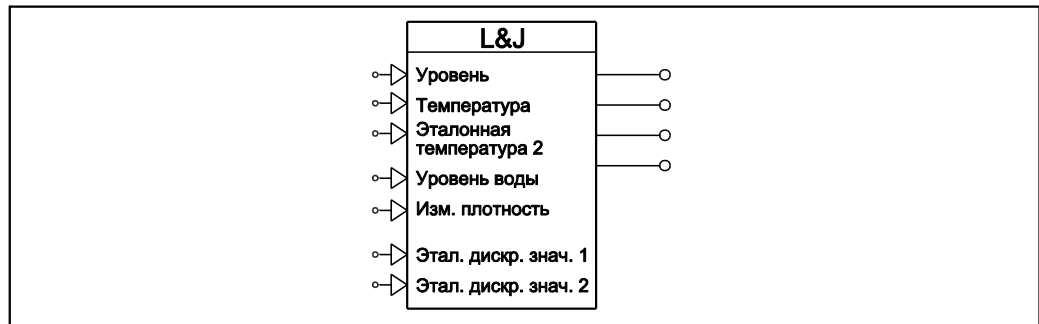 L&J
Уровень
Температура
Эталонная
температура 2
Уровень воды
Изм. плотность
Этал. дискр. знач. 1
Этал. дискр. знач. 2